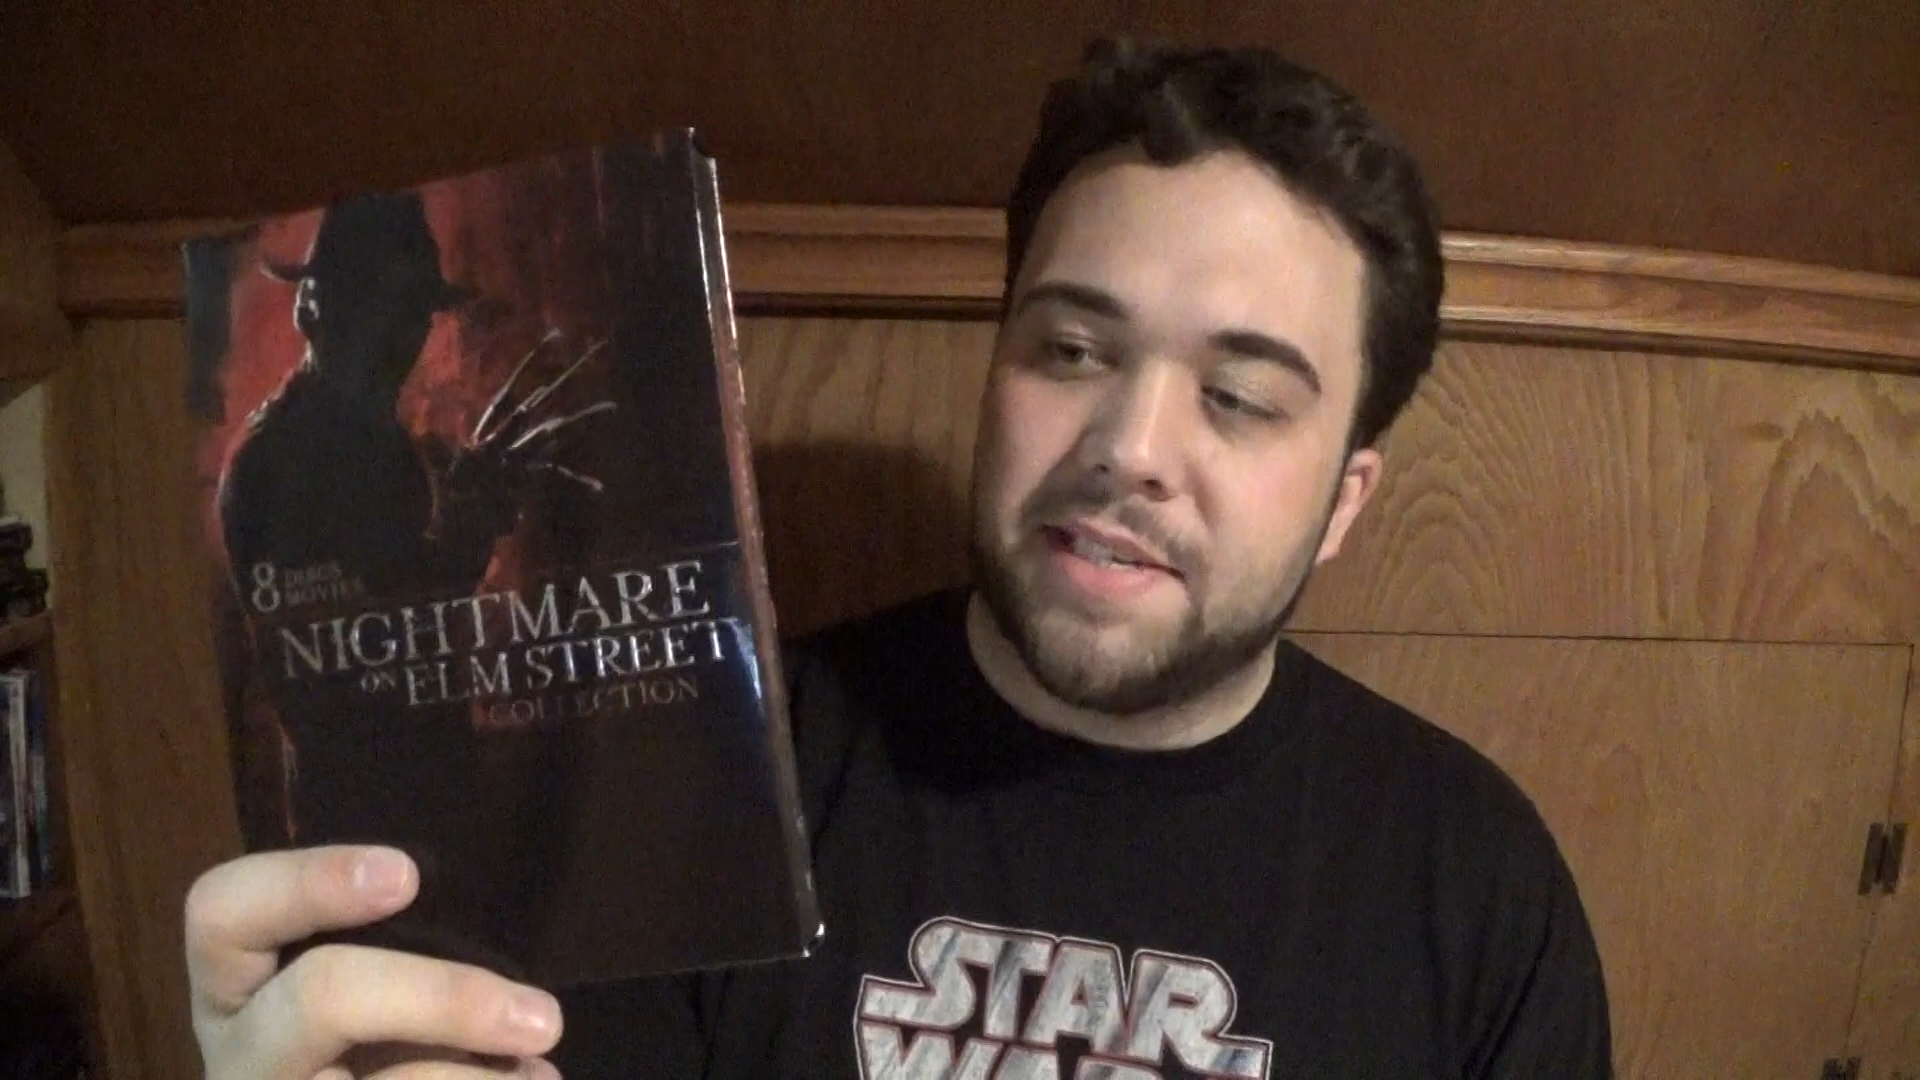 8 DISCS
MOVIES
NIGHTMARE
ON ELM STREET
COLLECTION
STAR
WARS